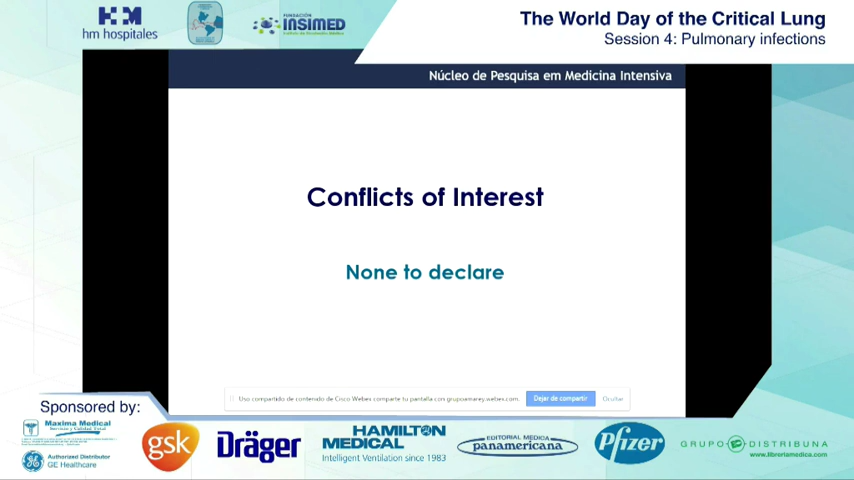 The World Day of the Critical Lung
Session 4: Pulmonary infections
hm hospitales
FUNDACIÓN
INSIMED
Núcleo de Pesquisa em Medicina Intensiva
Conflicts of Interest
None to declare
Uso compartido de contenido de Cisco Webex comparte tu pantalla con grupoamarey.webex.com.
Dejar de compartir
Ocultar
Sponsored by:
Maxima Medical
Authorized Distributor
GE Healthcare
gsk
Dräger
HAMILTON
MEDICAL
Intelligent Ventilation since 1983
EDITORIAL MEDICA
panamericana
Pfizer
GRUPO DISTRIBUNA
www.libreriamedica.com